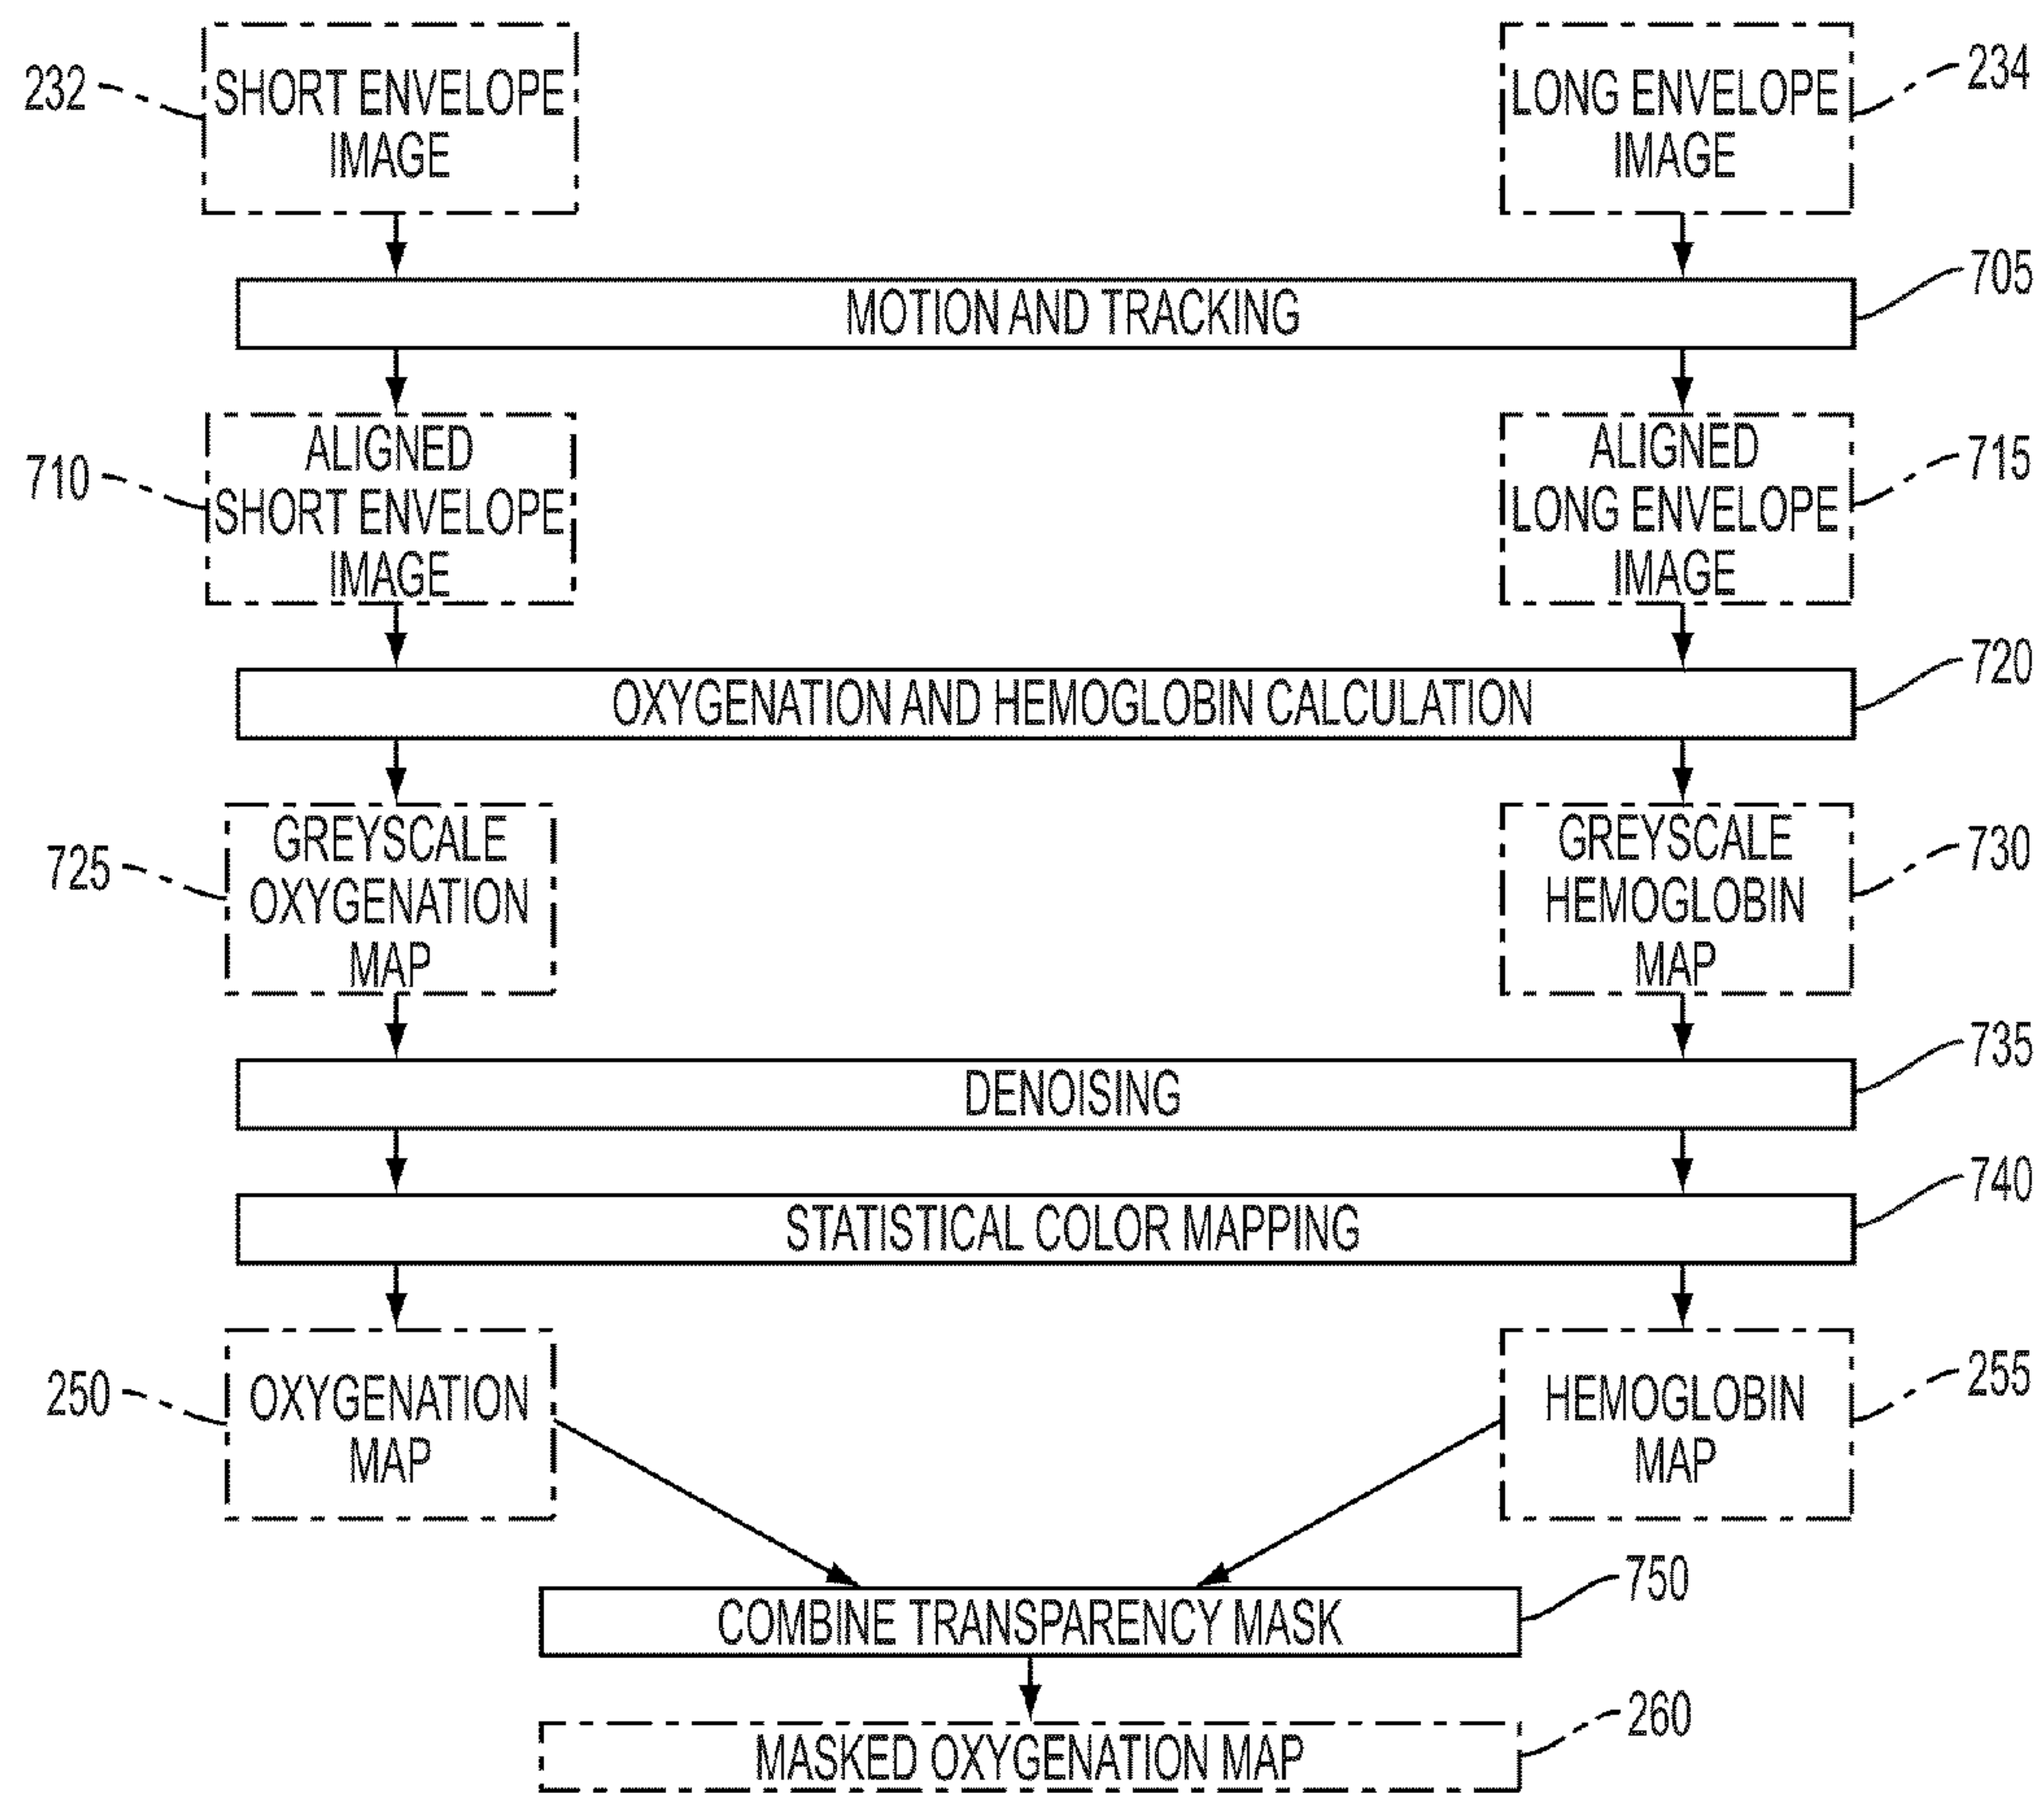 232
SHORT ENVELOPE
IMAGE
LONG ENVELOPE
IMAGE
234
MOTION AND TRACKING
705
710
ALIGNED
SHORT ENVELOPE
IMAGE
ALIGNED
LONG ENVELOPE
IMAGE
715
OXYGENATION AND HEMOGLOBIN CALCULATION
720
725
GREYSCALE
OXYGENATION
MAP
GREYSCALE
HEMOGLOBIN
MAP
730
DENOISING
735
STATISTICAL COLOR MAPPING
740
250
OXYGENATION
MAP
HEMOGLOBIN
MAP
255
COMBINE TRANSPARENCY MASK
750
MASKED OXYGENATION MAP
260